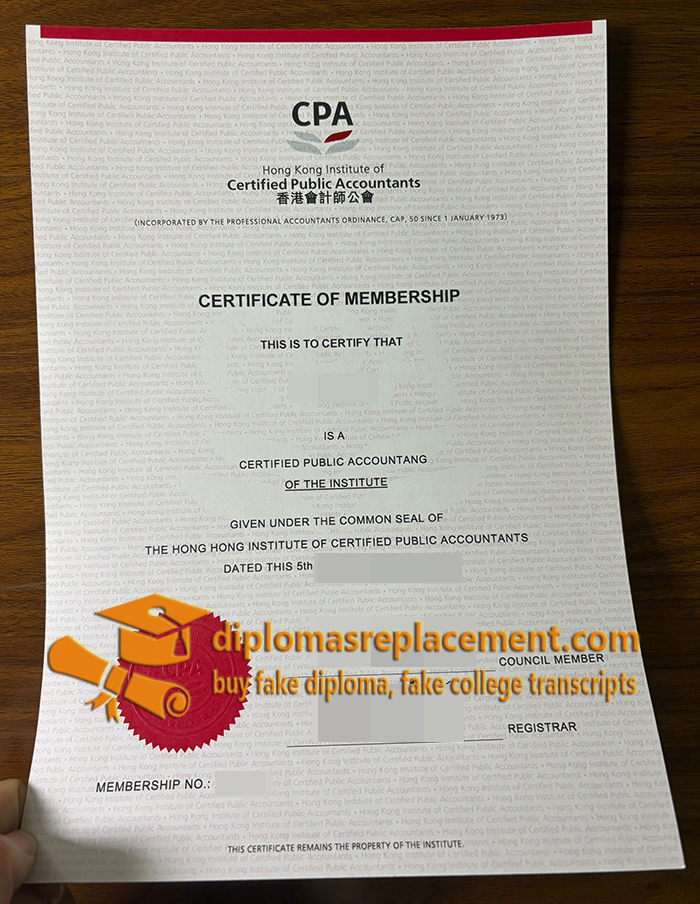 CPA
Hong Kong Institute of
Certified Public Accountants
香港會計師公會
(INCORPORATED BY THE PROFESSIONAL ACCOUNTANTS ORDINANCE, CAP, 50 SINCE 1 JANUARY 1973)
CERTIFICATE OF MEMBERSHIP
THIS IS TO CERTIFY THAT
IS A
CERTIFIED PUBLIC ACCOUNTANG
OF THE INSTITUTE
GIVEN UNDER THE COMMON SEAL OF
THE HONG HONG INSTITUTE OF CERTIFIED PUBLIC ACCOUNTANTS
DATED THIS 5th
diplomasreplacement.com
COUNCIL MEMBER
buy fake diploma, fake college transcripts
REGISTRAR
MEMBERSHIP NO.:
THIS CERTIFICATE REMAINS THE PROPERTY OF THE INSTITUTE.